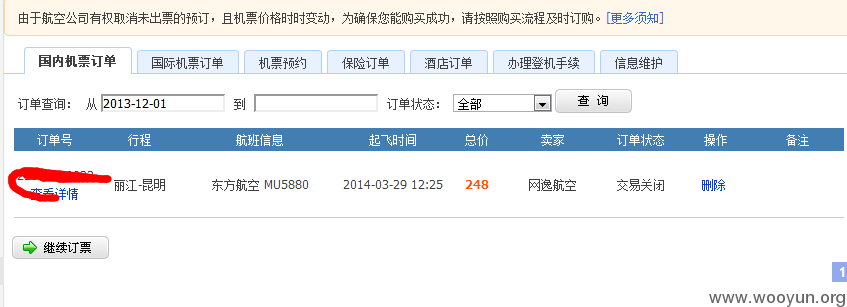 由于航空公司有权取消未出票的预订，且机票价格时时变动，为确保您能购买成功，请按照购买流程及时订购。[更多须知]
国内机票订单 国际机票订单 机票预约 保险订单 酒店订单 办理登机手续 信息维护
订单查询： 从 2013-12-01 到 订单状态： 全部 查 询
订单号 行程 航班信息 起飞时间 总价 卖家 订单状态 操作 备注
丽江-昆明 东方航空 MU5880 2014-03-29 12:25 248 网逸航空 交易关闭 删除
查看详情
继续订票
1
www.wooyun.org